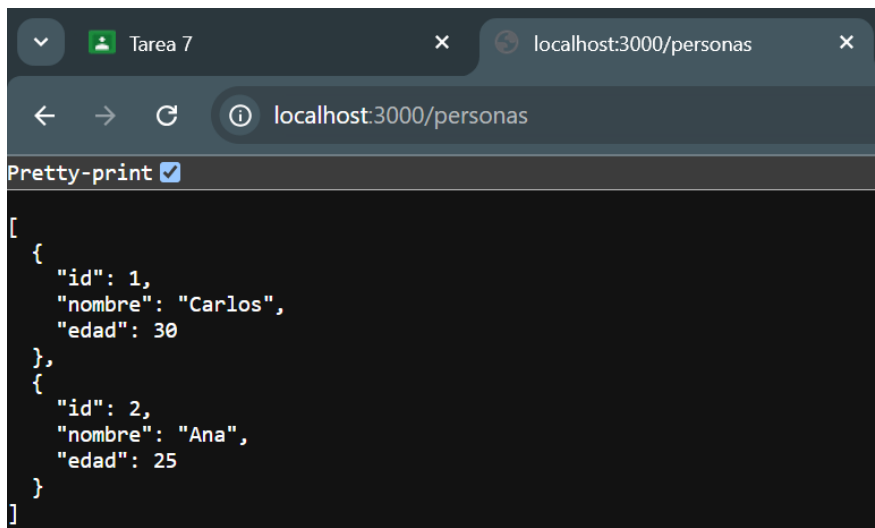 Tarea 7
localhost:3000/personas
localhost:3000/personas
Pretty-print
[
  {
    "id": 1,
    "nombre": "Carlos",
    "edad": 30
  },
  {
    "id": 2,
    "nombre": "Ana",
    "edad": 25
  }
]